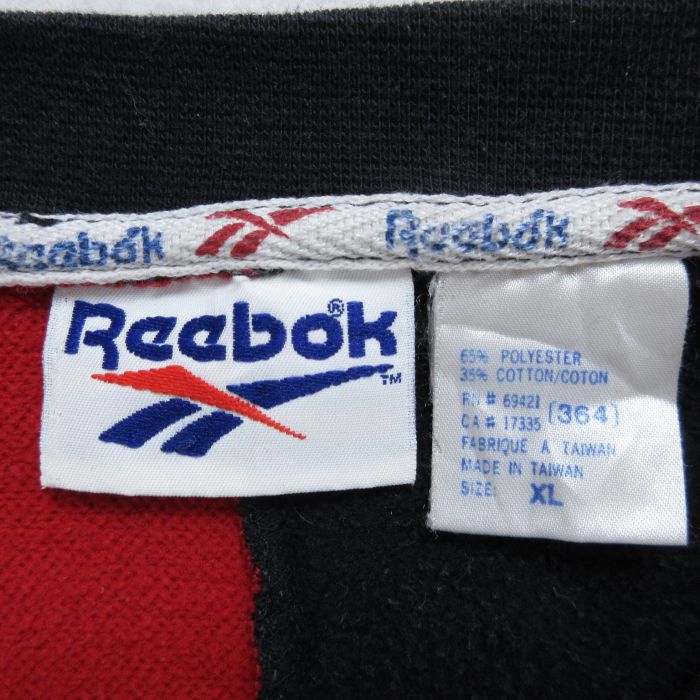 Reebok Reebok
Reebok®
TM
65% POLYESTER
35% COTTON/COTON
RN # 69421 (364)
CA # 17335
FABRIQUE A TAIWAN
MADE IN TAIWAN
SIZE: XL